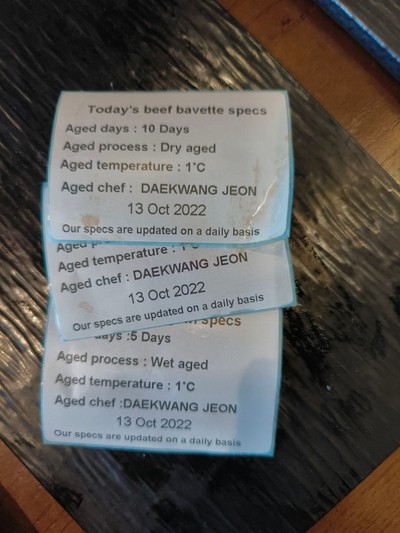 Today's beef bavette specs
Aged days : 10 Days
Aged process : Dry aged
Aged temperature : 1°C
Aged chef : DAEKWANG JEON
13 Oct 2022
Our specs are updated on a daily basis
Aged
Aged temperature : 1°C
Aged chef : DAEKWANG JEON
13 Oct 2022
Our specs are updated on a daily basis
specs
days :5 Days
Aged process : Wet aged
Aged temperature : 1°C
Aged chef :DAEKWANG JEON
13 Oct 2022
Our specs are updated on a daily basis